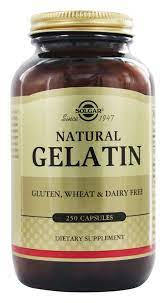 SOLGAR
Since 1947
NATURAL
GELATIN
GLUTEN, WHEAT & DAIRY FREE
250 CAPSULES
DIETARY SUPPLEMENT